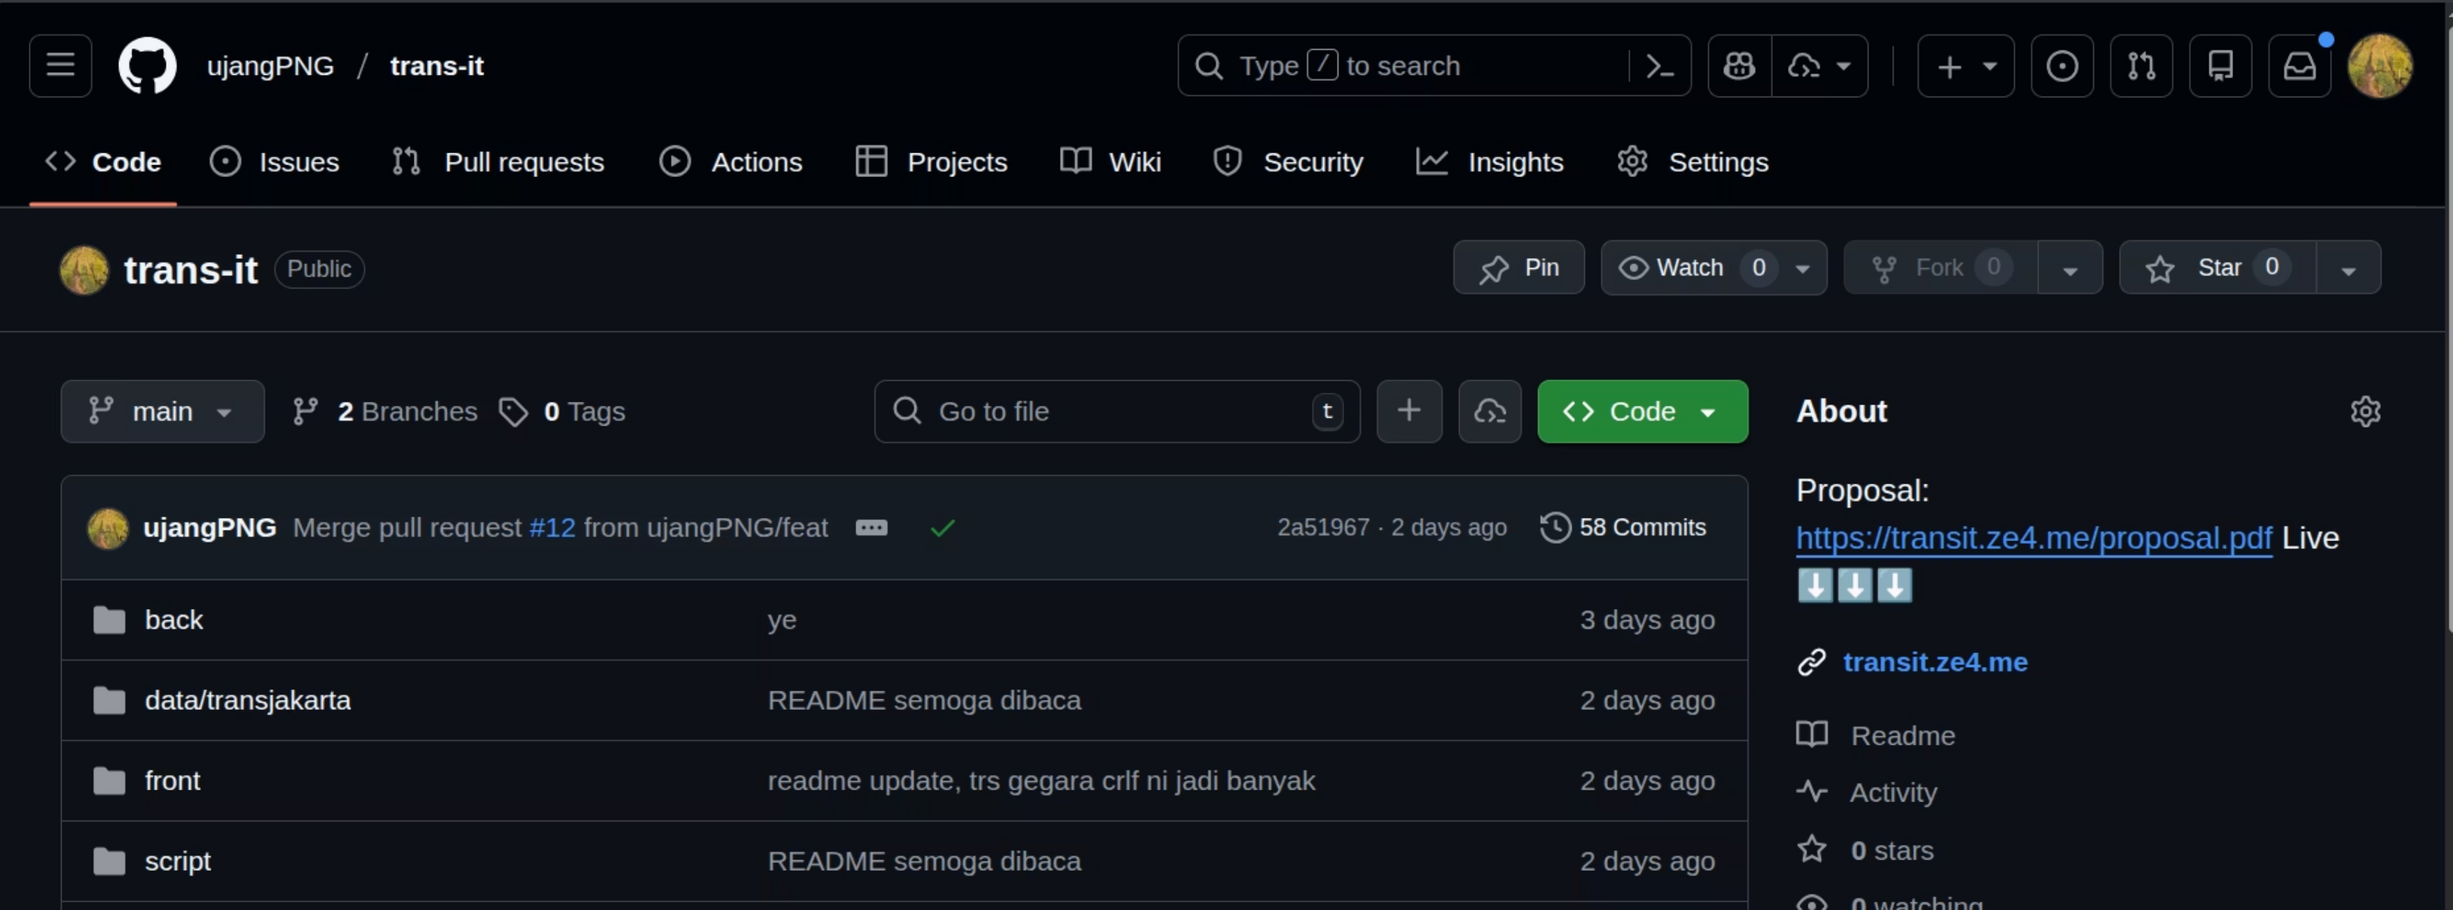 ujangPNG / trans-it
Type / to search
Code Issues Pull requests Actions Projects Wiki Security Insights Settings
trans-it Public
Pin Watch 0 Fork 0 Star 0
main 2 Branches 0 Tags
Go to file t
Code
ujangPNG Merge pull request #12 from ujangPNG/feat
2a51967 · 2 days ago 58 Commits
back ye 3 days ago
data/transjakarta README semoga dibaca 2 days ago
front readme update, trs gegara crlf ni jadi banyak 2 days ago
script README semoga dibaca 2 days ago
About
Proposal:
https://transit.ze4.me/proposal.pdf Live
transit.ze4.me
Readme
Activity
0 stars
0 watching